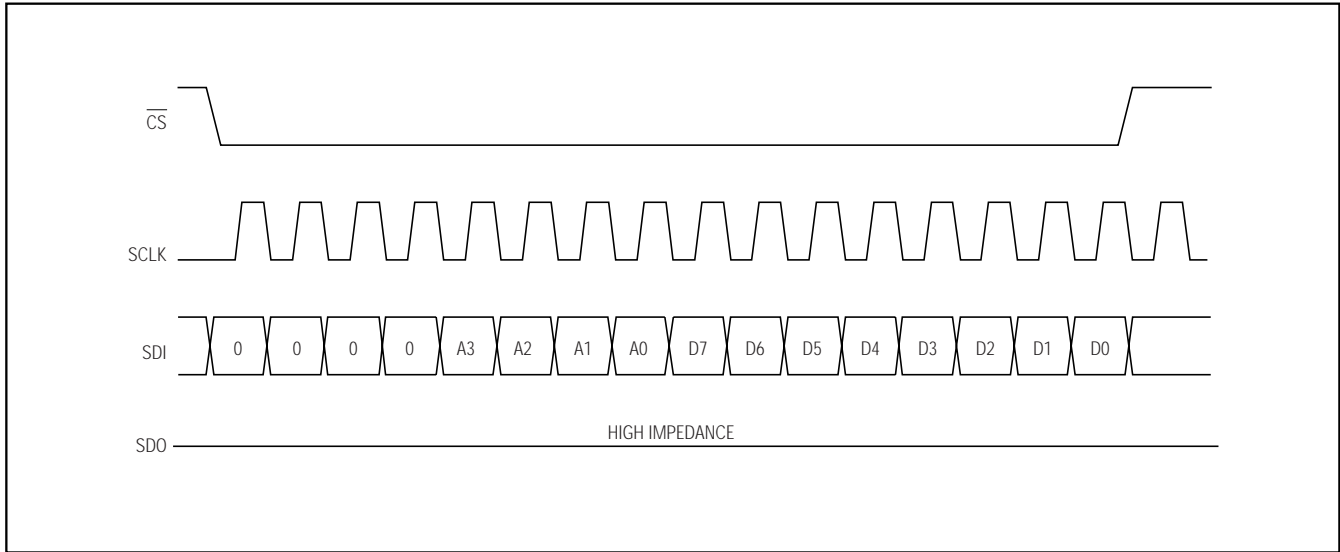 C̅S̅
SCLK
SDI 0 0 0 0 A3 A2 A1 A0 D7 D6 D5 D4 D3 D2 D1 D0
HIGH IMPEDANCE
SDO